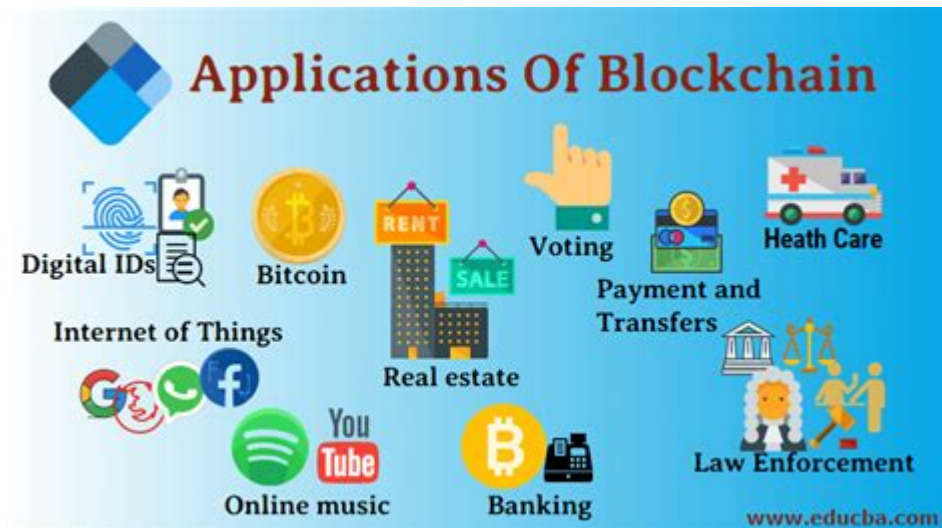 Applications Of Blockchain
Digital IDs
Bitcoin
RENT
SALE
Real estate
Voting
Payment and
Transfers
Heath Care
Internet of Things
You
Tube
Online music
Banking
Law Enforcement
www.educba.com